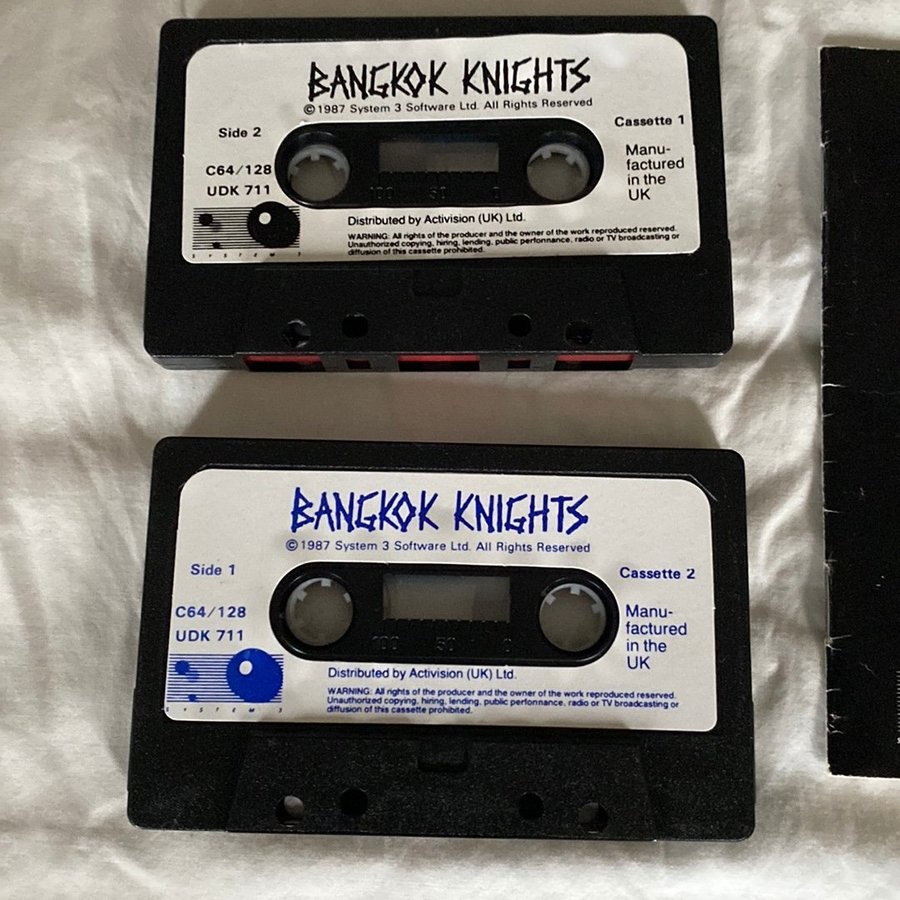 BANGKOK KNIGHTS
©1987 System 3 Software Ltd. All Rights Reserved
Side 2
Cassette 1
C64/128
UDK 711
Manu-
factured
in the
UK
100 50 0
Distributed by Activision (UK) Ltd.
WARNING: All rights of the producer and the owner of the work reproduced reserved.
Unauthorized copying, hiring, lending, public perfonnance, radio or TV broadcasting or
diffusion of this cassette prohibited.
SYSTEM 3
BANGKOK KNIGHTS
©1987 System 3 Software Ltd. All Rights Reserved
Side 1
Cassette 2
C64/128
UDK 711
Manu-
factured
in the
UK
100 50 0
Distributed by Activision (UK) Ltd.
WARNING: All rights of the producer and the owner of the work reproduced reserved.
Unauthorized copying, hiring, lending, public perfonnance, radio or TV broadcasting or
diffusion of this cassette prohibited.
SYSTEM 3